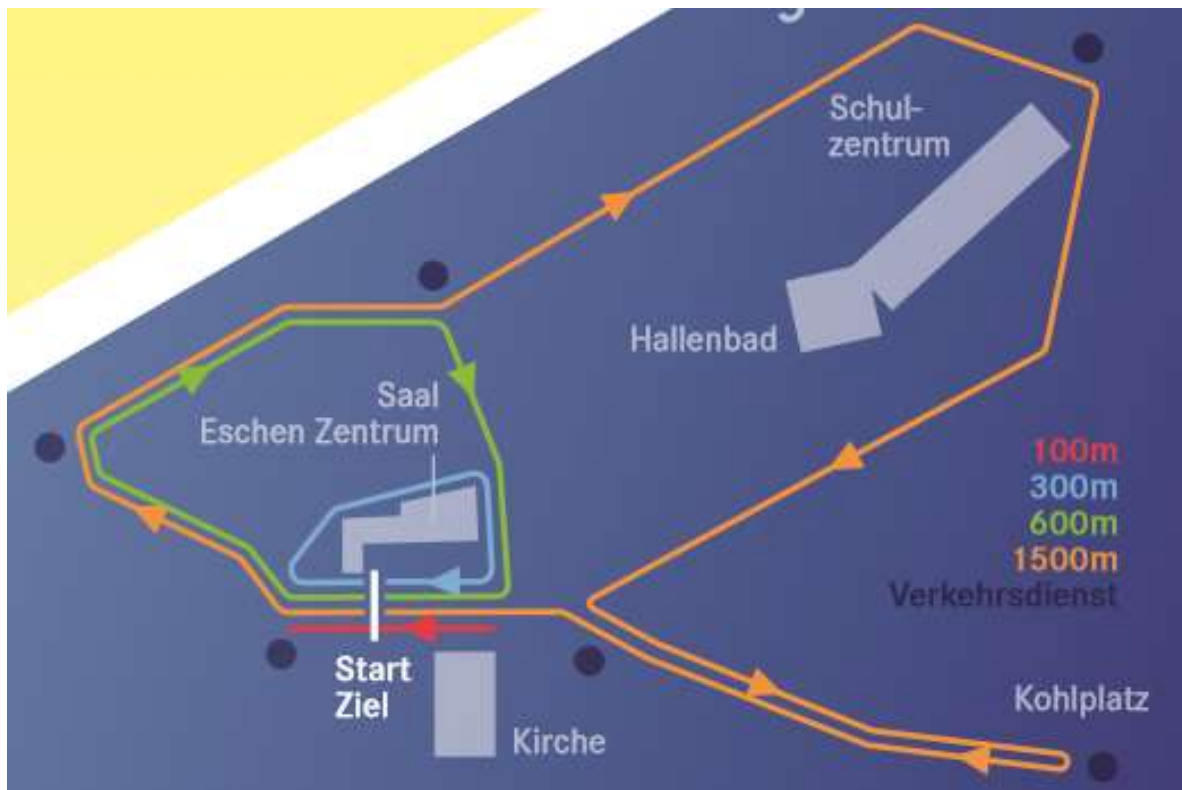 Schul-
zentrum
Hallenbad
Saal
Eschen Zentrum
100m
300m
600m
1500m
Verkehrsdienst
Start
Ziel
Kirche
Kohlplatz